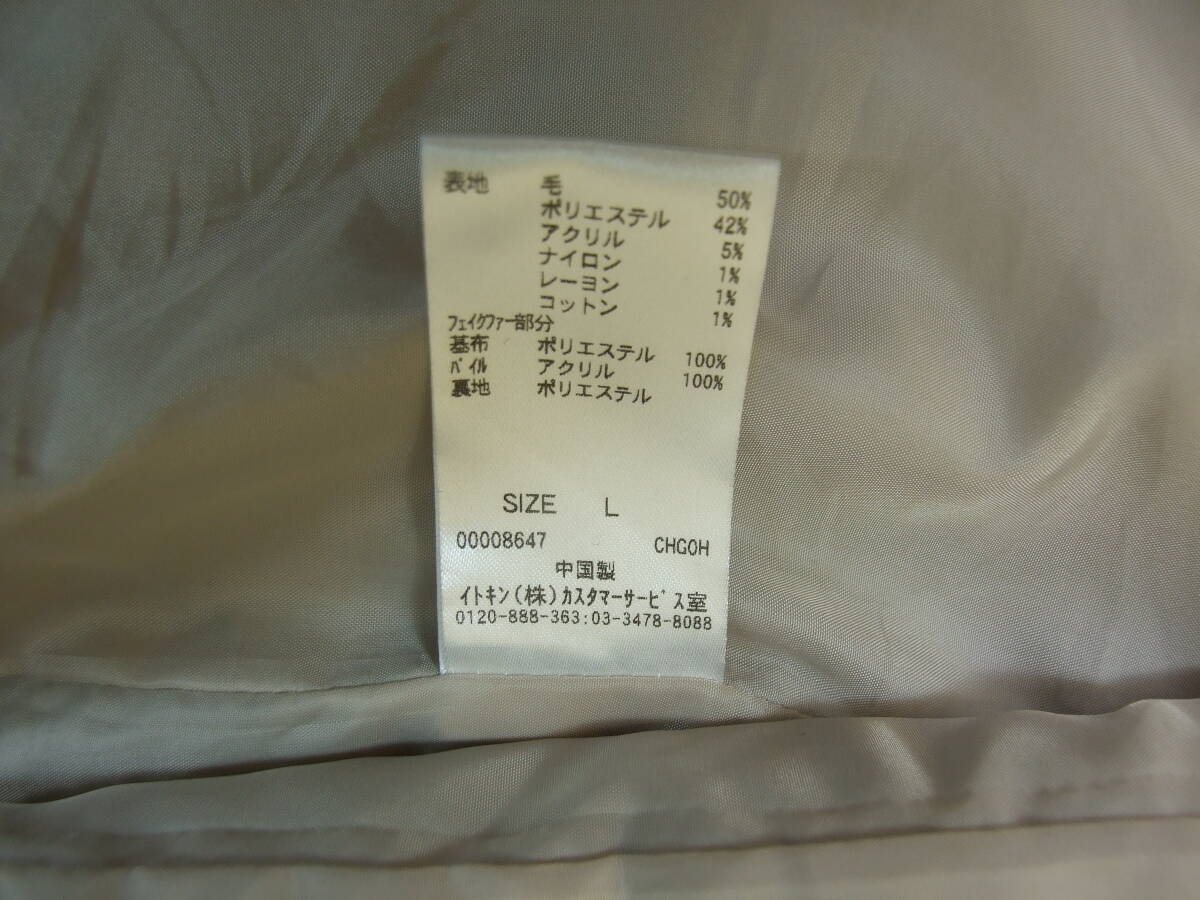 表地 毛 50%
ポリエステル 42%
アクリル 5%
ナイロン 1%
レーヨン 1%
コットン 1%
フェイクファー部分
基布 ポリエステル 100%
パイル アクリル 100%
裏地 ポリエステル
SIZE L
00008647 CHG0H
中国製
イトキン(株)カスタマーサービス室
0120-888-363:03-3478-8088